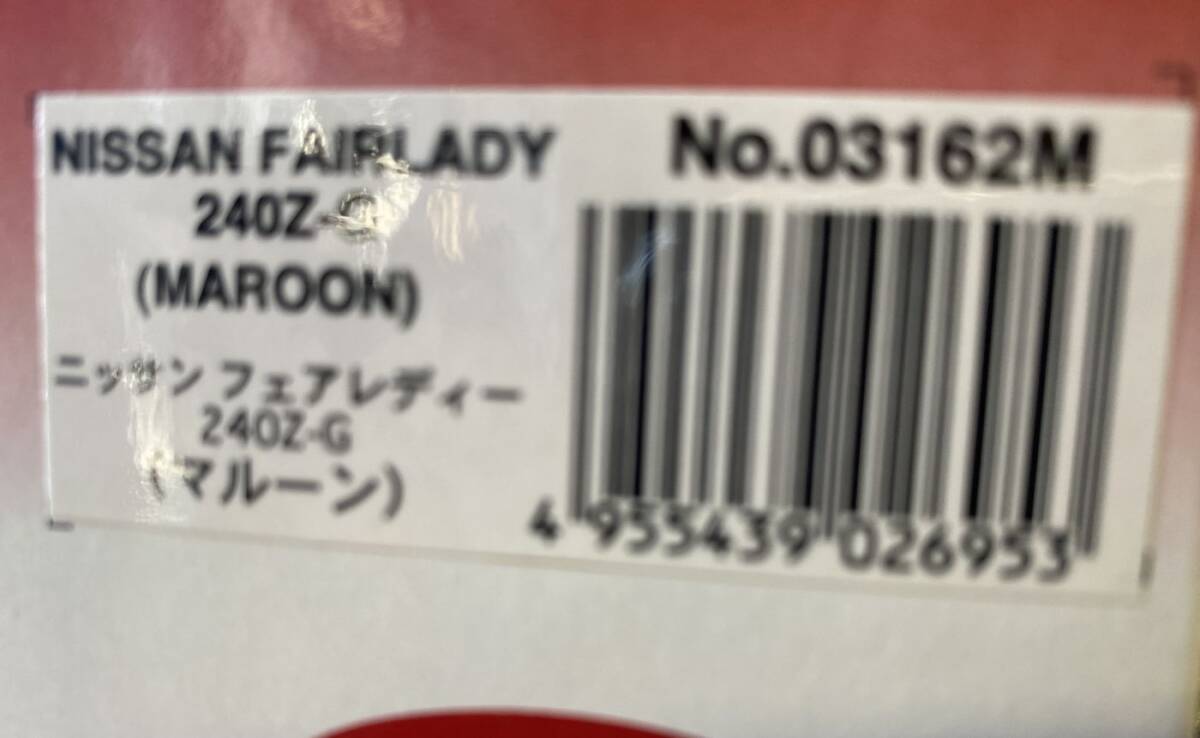 NISSAN FAIRLADY
240Z-G
(MAROON)
ニッサン フェアレディー
240Z-G
(マルーン)
No.03162M
4 955439 026953